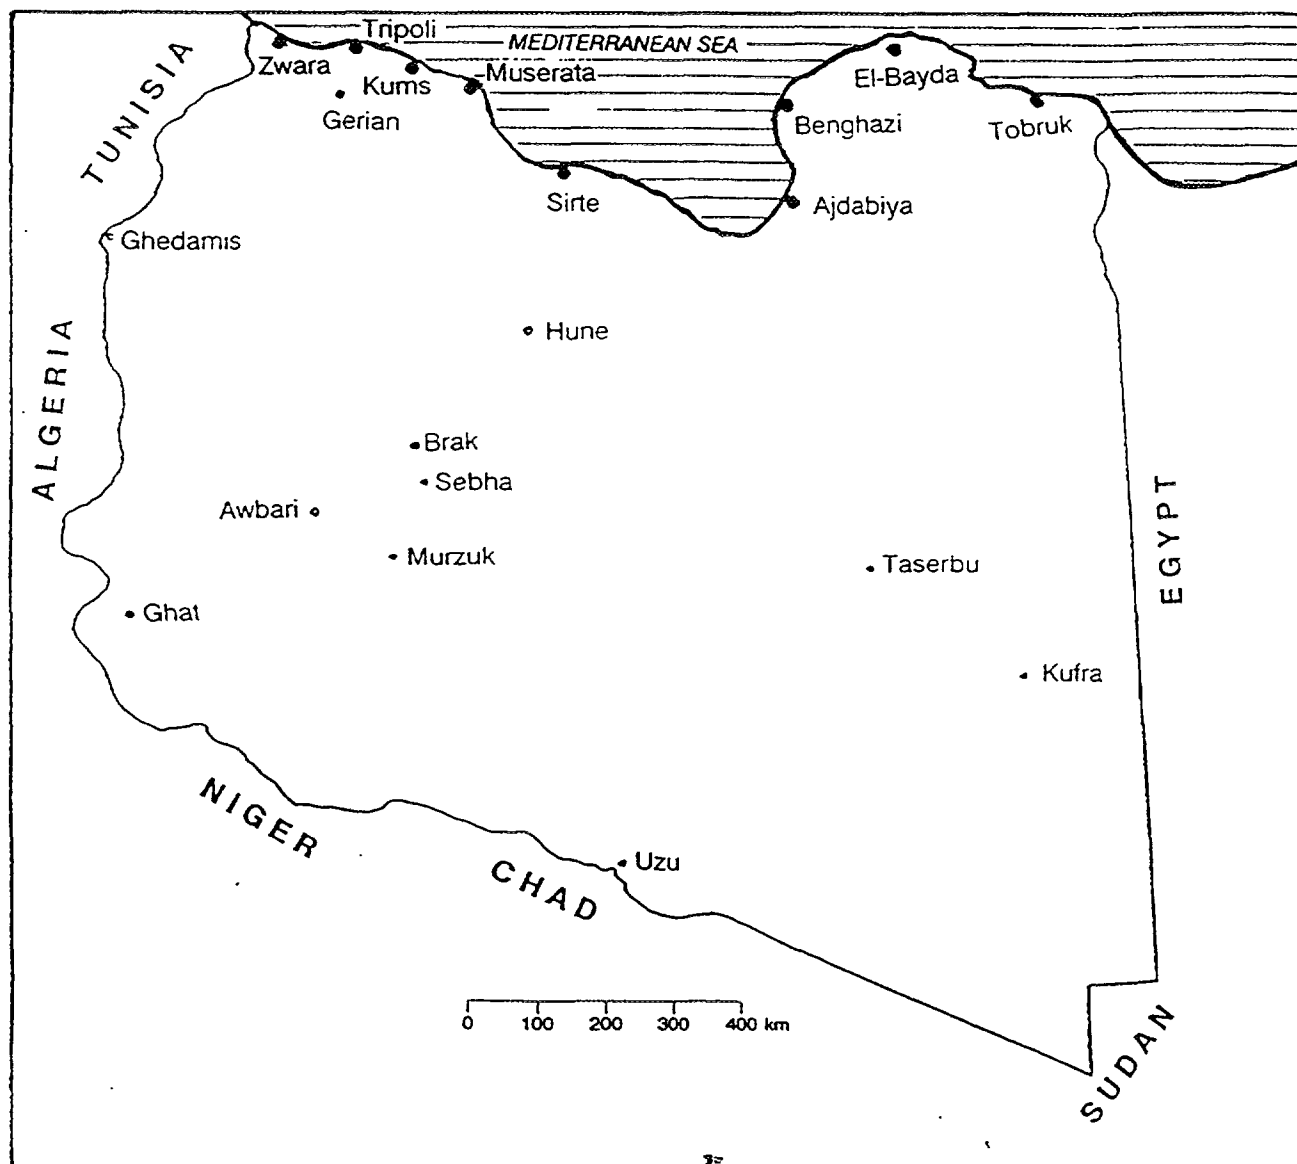 Tripoli
MEDITERRANEAN SEA
Zwara
Kums
Muserata
El-Bayda
Gerian
Benghazi
Tobruk
TUNISIA
Sirte
Ajdabiya
Ghedamis
Hune
ALGERIA
Brak
Sebha
Awbari
Murzuk
Taserbu
EGYPT
Ghat
Kufra
NIGER
Uzu
CHAD
0 100 200 300 400 km
SUDAN